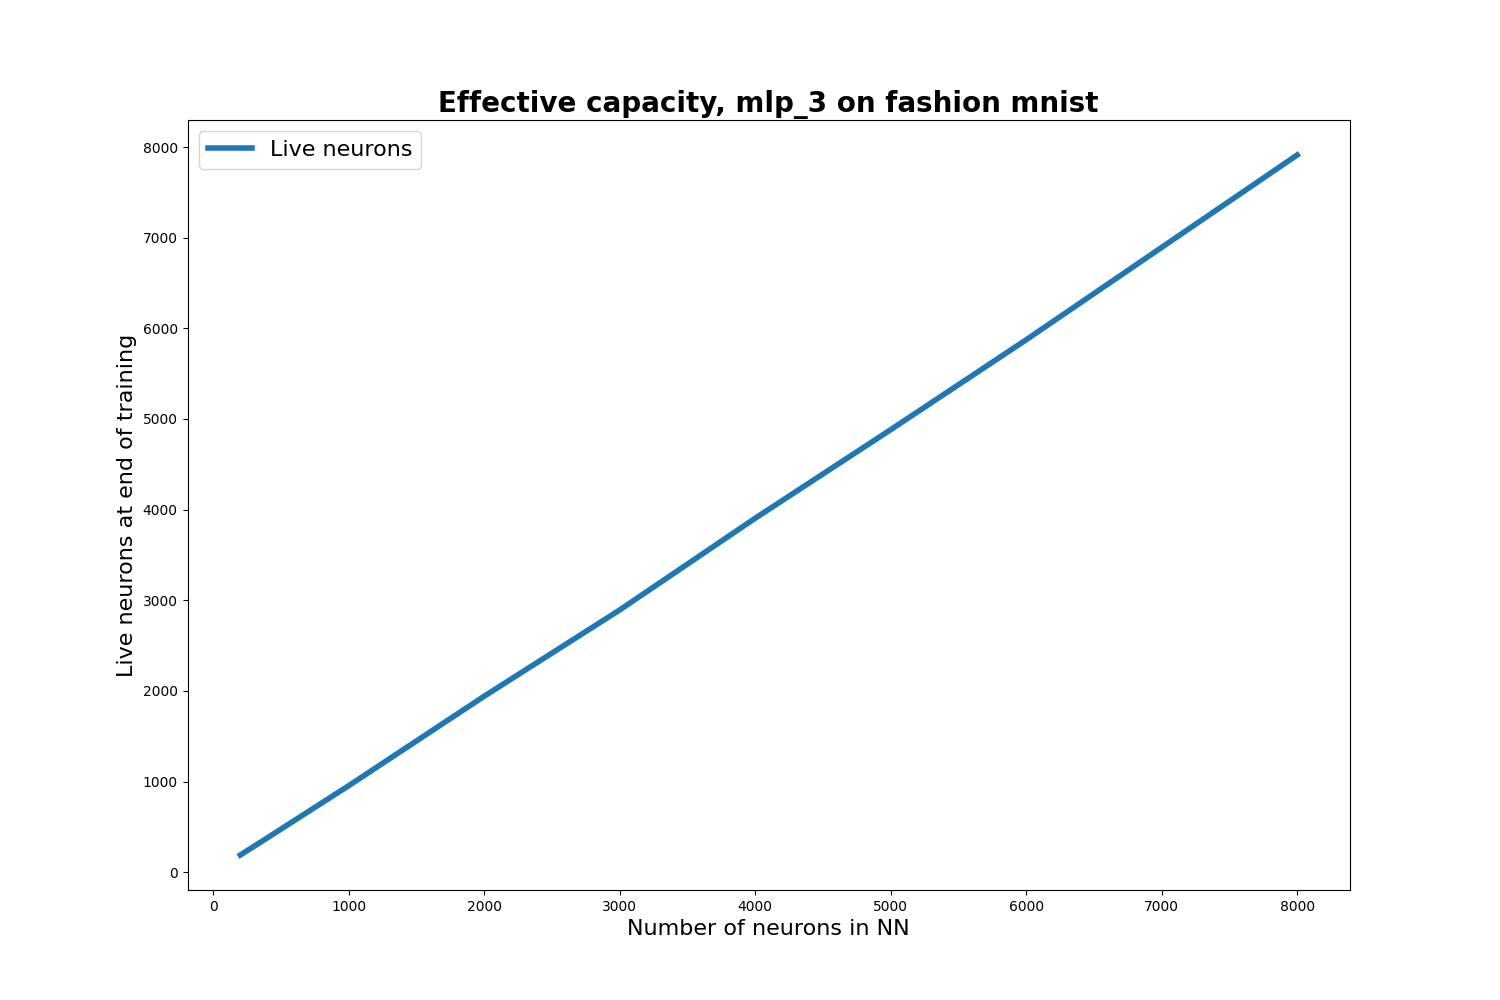 Effective capacity, mlp_3 on fashion mnist
Live neurons
8000
7000
6000
5000
4000
3000
2000
1000
0
Live neurons at end of training
0 1000 2000 3000 4000 5000 6000 7000 8000
Number of neurons in NN